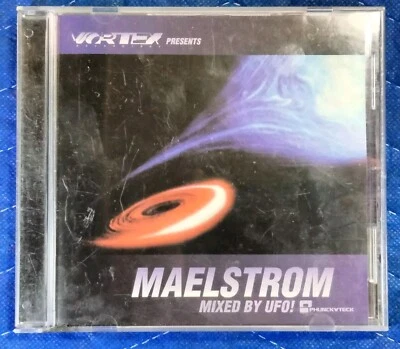 VORTEX PRESENTS
MAELSTROM
MIXED BY UFO!